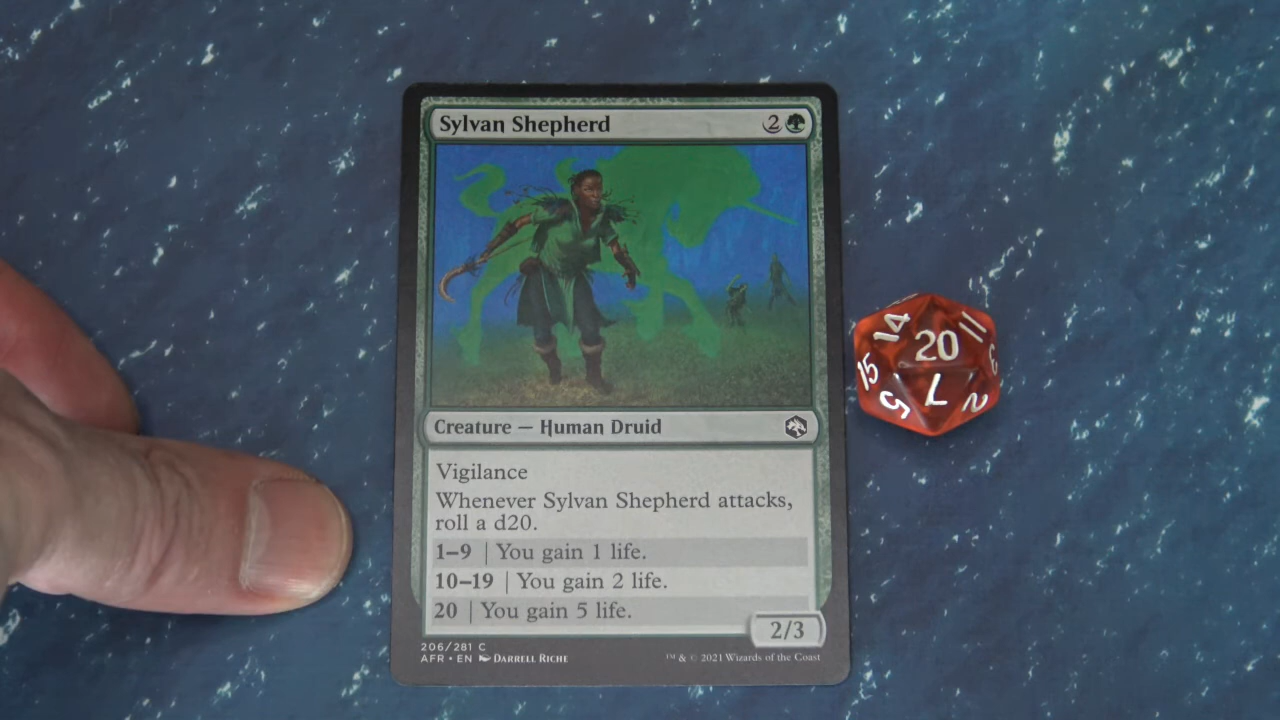 Sylvan Shepherd 2
Creature — Human Druid
Vigilance
Whenever Sylvan Shepherd attacks,
roll a d20.
1–9 | You gain 1 life.
10–19 | You gain 2 life.
20 | You gain 5 life.
2/3
206/281 C
AFR • EN DARRELL RICHE
™ & © 2021 Wizards of the Coast
14
20
11
15
7
5
2
3